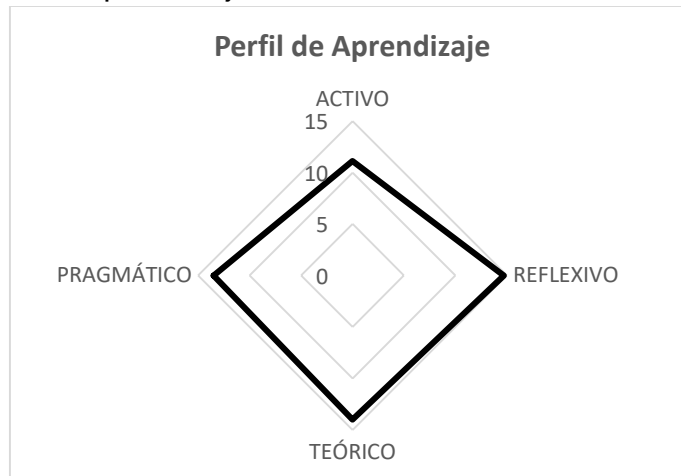 Perfil de Aprendizaje
ACTIVO
15
10
5
PRAGMÁTICO
0
REFLEXIVO
TEÓRICO